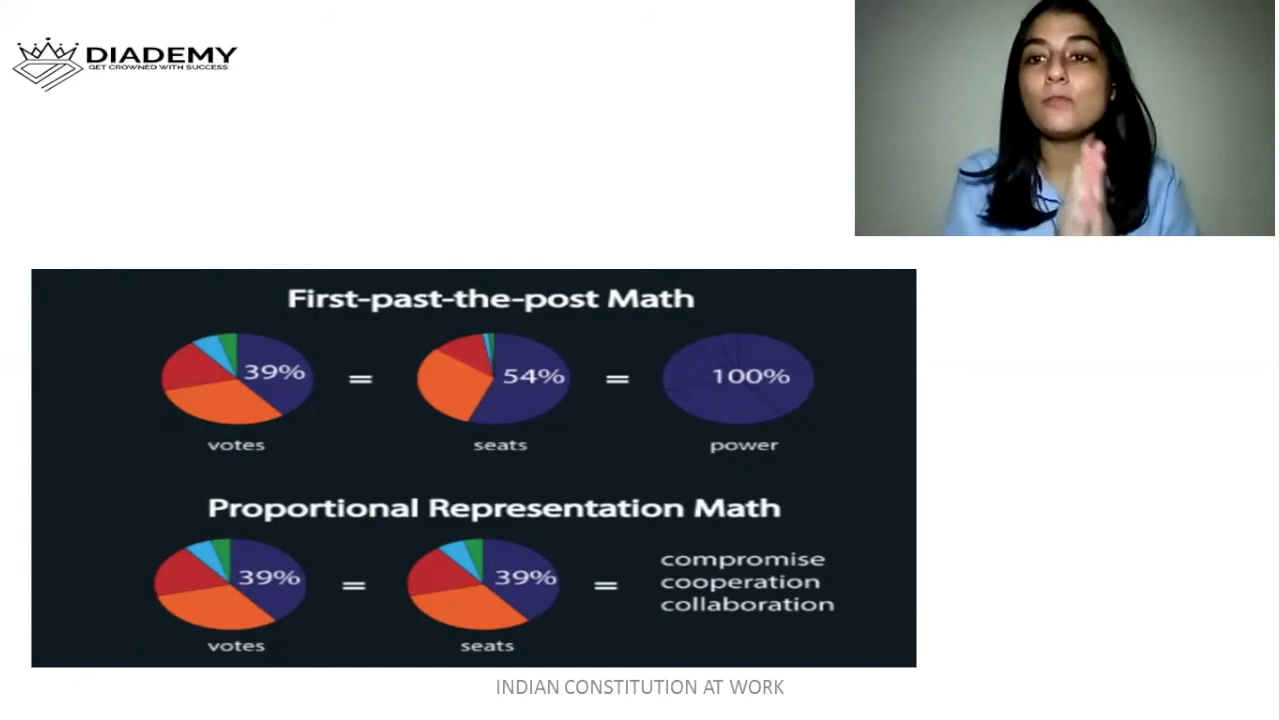 DIADEMY
GET CROWNED WITH SUCCESS
First-past-the-post Math
39% = 54% = 100%
votes seats power
Proportional Representation Math
39% = 39% = compromise
cooperation
collaboration
votes seats
INDIAN CONSTITUTION AT WORK